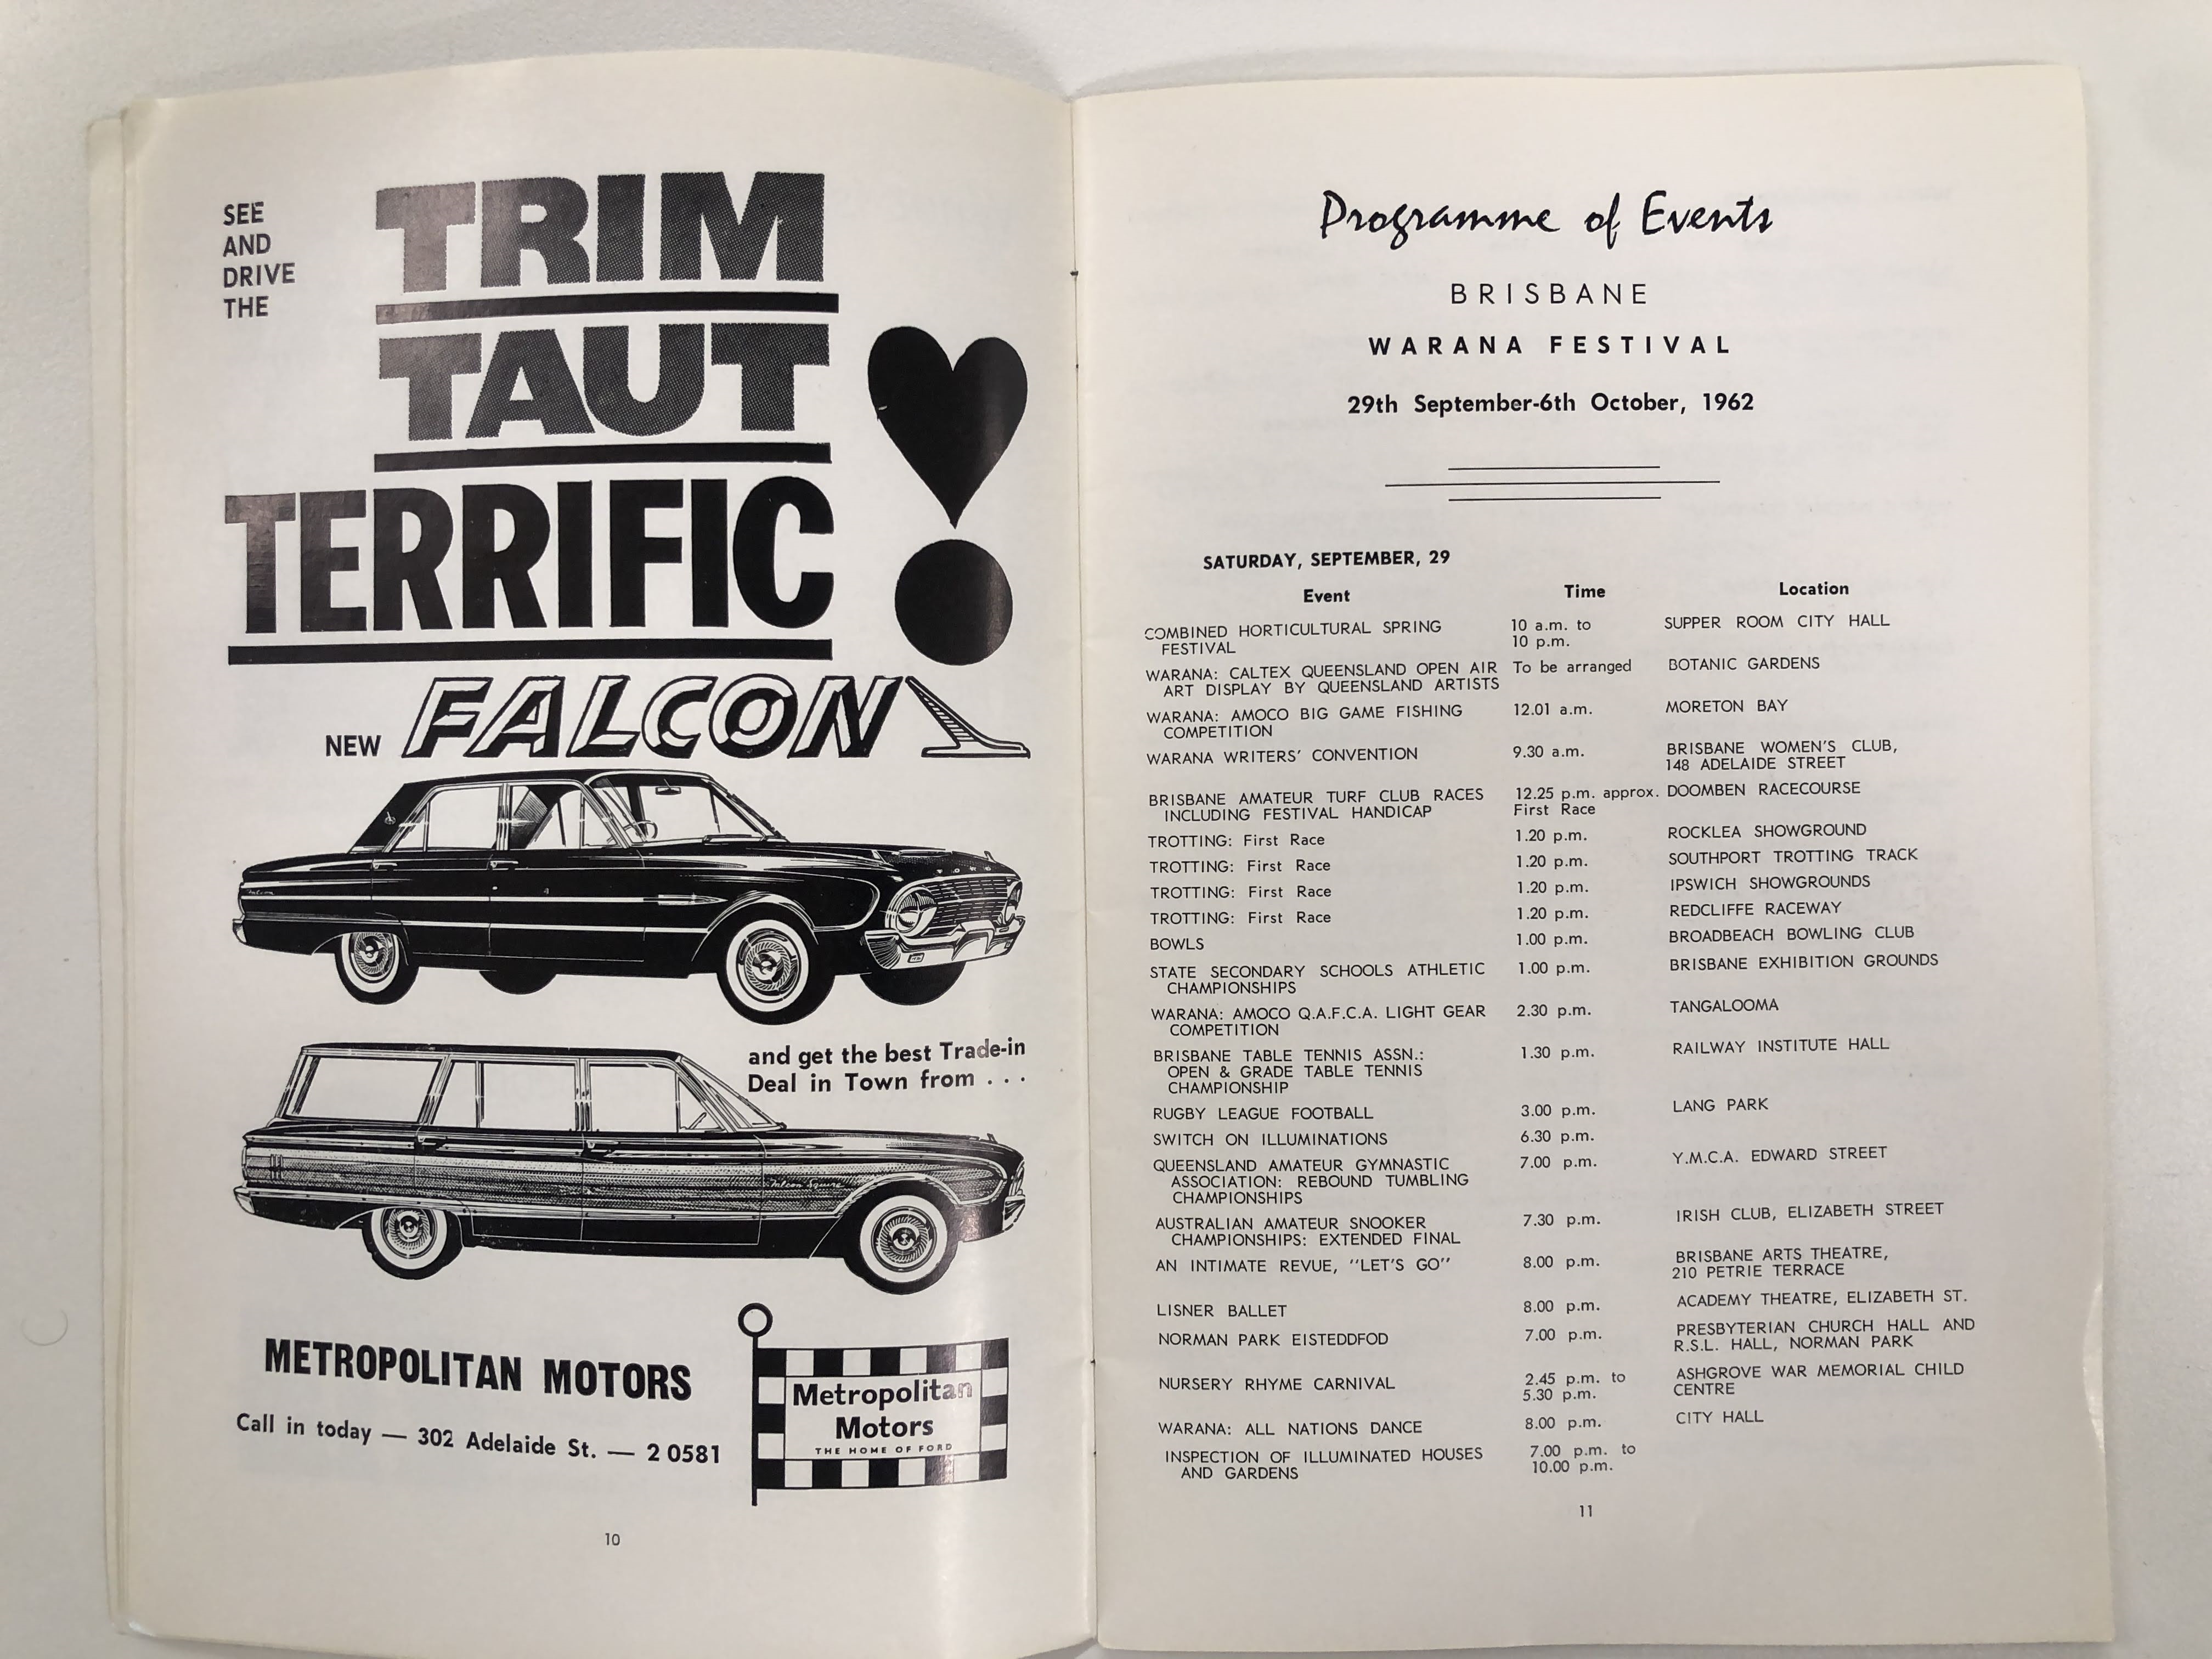 SEE
AND
DRIVE
THE
TRIM
TAUT
TERRIFIC
NEW FALCON
FORD
and get the best Trade-in
Deal in Town from . . .
METROPOLITAN MOTORS
Call in today — 302 Adelaide St. — 2 0581
Metropolitan
Motors
THE HOME OF FORD
10
Programme of Events
BRISBANE
WARANA FESTIVAL
29th September-6th October, 1962
SATURDAY, SEPTEMBER, 29
Event Time Location
COMBINED HORTICULTURAL SPRING 10 a.m. to SUPPER ROOM CITY HALL
FESTIVAL 10 p.m.
WARANA: CALTEX QUEENSLAND OPEN AIR To be arranged BOTANIC GARDENS
ART DISPLAY BY QUEENSLAND ARTISTS
WARANA: AMOCO BIG GAME FISHING 12.01 a.m. MORETON BAY
COMPETITION
WARANA WRITERS' CONVENTION 9.30 a.m. BRISBANE WOMEN'S CLUB,
148 ADELAIDE STREET
BRISBANE AMATEUR TURF CLUB RACES 12.25 p.m. approx. DOOMBEN RACECOURSE
INCLUDING FESTIVAL HANDICAP First Race
TROTTING: First Race 1.20 p.m. ROCKLEA SHOWGROUND
TROTTING: First Race 1.20 p.m. SOUTHPORT TROTTING TRACK
TROTTING: First Race 1.20 p.m. IPSWICH SHOWGROUNDS
TROTTING: First Race 1.20 p.m. REDCLIFFE RACEWAY
BOWLS 1.00 p.m. BROADBEACH BOWLING CLUB
STATE SECONDARY SCHOOLS ATHLETIC 1.00 p.m. BRISBANE EXHIBITION GROUNDS
CHAMPIONSHIPS
WARANA: AMOCO Q.A.F.C.A. LIGHT GEAR 2.30 p.m. TANGALOOMA
COMPETITION
BRISBANE TABLE TENNIS ASSN.: 1.30 p.m. RAILWAY INSTITUTE HALL
OPEN & GRADE TABLE TENNIS
CHAMPIONSHIP
RUGBY LEAGUE FOOTBALL 3.00 p.m. LANG PARK
SWITCH ON ILLUMINATIONS 6.30 p.m.
QUEENSLAND AMATEUR GYMNASTIC 7.00 p.m. Y.M.C.A. EDWARD STREET
ASSOCIATION: REBOUND TUMBLING
CHAMPIONSHIPS
AUSTRALIAN AMATEUR SNOOKER 7.30 p.m. IRISH CLUB, ELIZABETH STREET
CHAMPIONSHIPS: EXTENDED FINAL
AN INTIMATE REVUE, "LET'S GO" 8.00 p.m. BRISBANE ARTS THEATRE,
210 PETRIE TERRACE
LISNER BALLET 8.00 p.m. ACADEMY THEATRE, ELIZABETH ST.
NORMAN PARK EISTEDDFOD 7.00 p.m. PRESBYTERIAN CHURCH HALL AND
R.S.L. HALL, NORMAN PARK
NURSERY RHYME CARNIVAL 2.45 p.m. to ASHGROVE WAR MEMORIAL CHILD
5.30 p.m. CENTRE
WARANA: ALL NATIONS DANCE 8.00 p.m. CITY HALL
INSPECTION OF ILLUMINATED HOUSES 7.00 p.m. to
AND GARDENS 10.00 p.m.
11